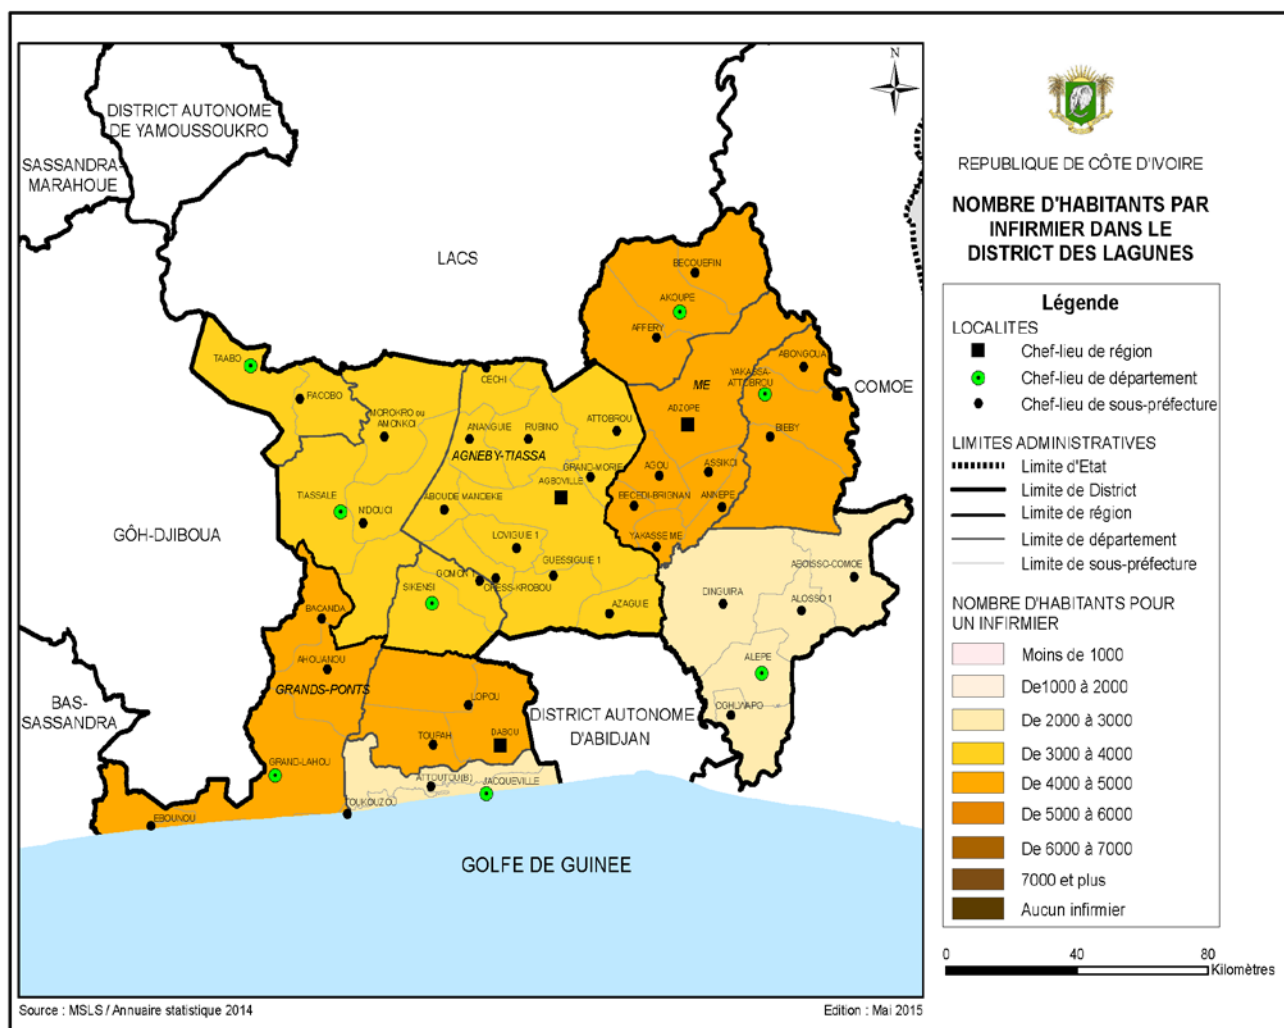 N
DISTRICT AUTONOME
DE YAMOUSSOUKRO
SASSANDRA-
MARAHOUE
LACS
COMOE
GÔH-DJIBOUA
BAS-
SASSANDRA
DISTRICT AUTONOME
D'ABIDJAN
GOLFE DE GUINEE
BECOUEFIN
AKOUPE
AFFERY
ABONGOUA
YAKASSA-
ATTOBROU
ME
ADZOPE
BIEBY
AGOU
ASSIKOI
BECEDI-BRIGNAN
ANNEPE
YAKASSE ME
TAABO
PACOBO
CECHI
MOROKRO ou
AMONKOI
ANANGUIE
RUBINO
ATTOBROU
AGNEBY-TIASSA
GRAND-MORIE
AGBOVILLE
TIASSALE
N'DOUCI
ABOUDE MANDEKE
LOVIGUIE 1
GUESSIGUIE 1
GOMON 1
ORESS-KROBOU
SIKENSI
AZAGUIE
ABOISSO-COMOE
DINGUIRA
ALOSSO 1
ALEPE
OGHLWAPO
BACANDA
AHOUANOU
GRANDS-PONTS
LOPOU
TOUPAH
DABOU
GRAND-LAHOU
ATTOUTOU(B)
JACQUEVILLE
TOUKOUZOU
EBOUNOU
REPUBLIQUE DE CÔTE D'IVOIRE
NOMBRE D'HABITANTS PAR
INFIRMIER DANS LE
DISTRICT DES LAGUNES
Légende
LOCALITES
Chef-lieu de région
Chef-lieu de département
Chef-lieu de sous-préfecture
LIMITES ADMINISTRATIVES
Limite d'Etat
Limite de District
Limite de région
Limite de département
Limite de sous-préfecture
NOMBRE D'HABITANTS POUR
UN INFIRMIER
Moins de 1000
De1000 à 2000
De 2000 à 3000
De 3000 à 4000
De 4000 à 5000
De 5000 à 6000
De 6000 à 7000
7000 et plus
Aucun infirmier
0 40 80
Kilomètres
Source : MSLS / Annuaire statistique 2014
Edition : Mai 2015